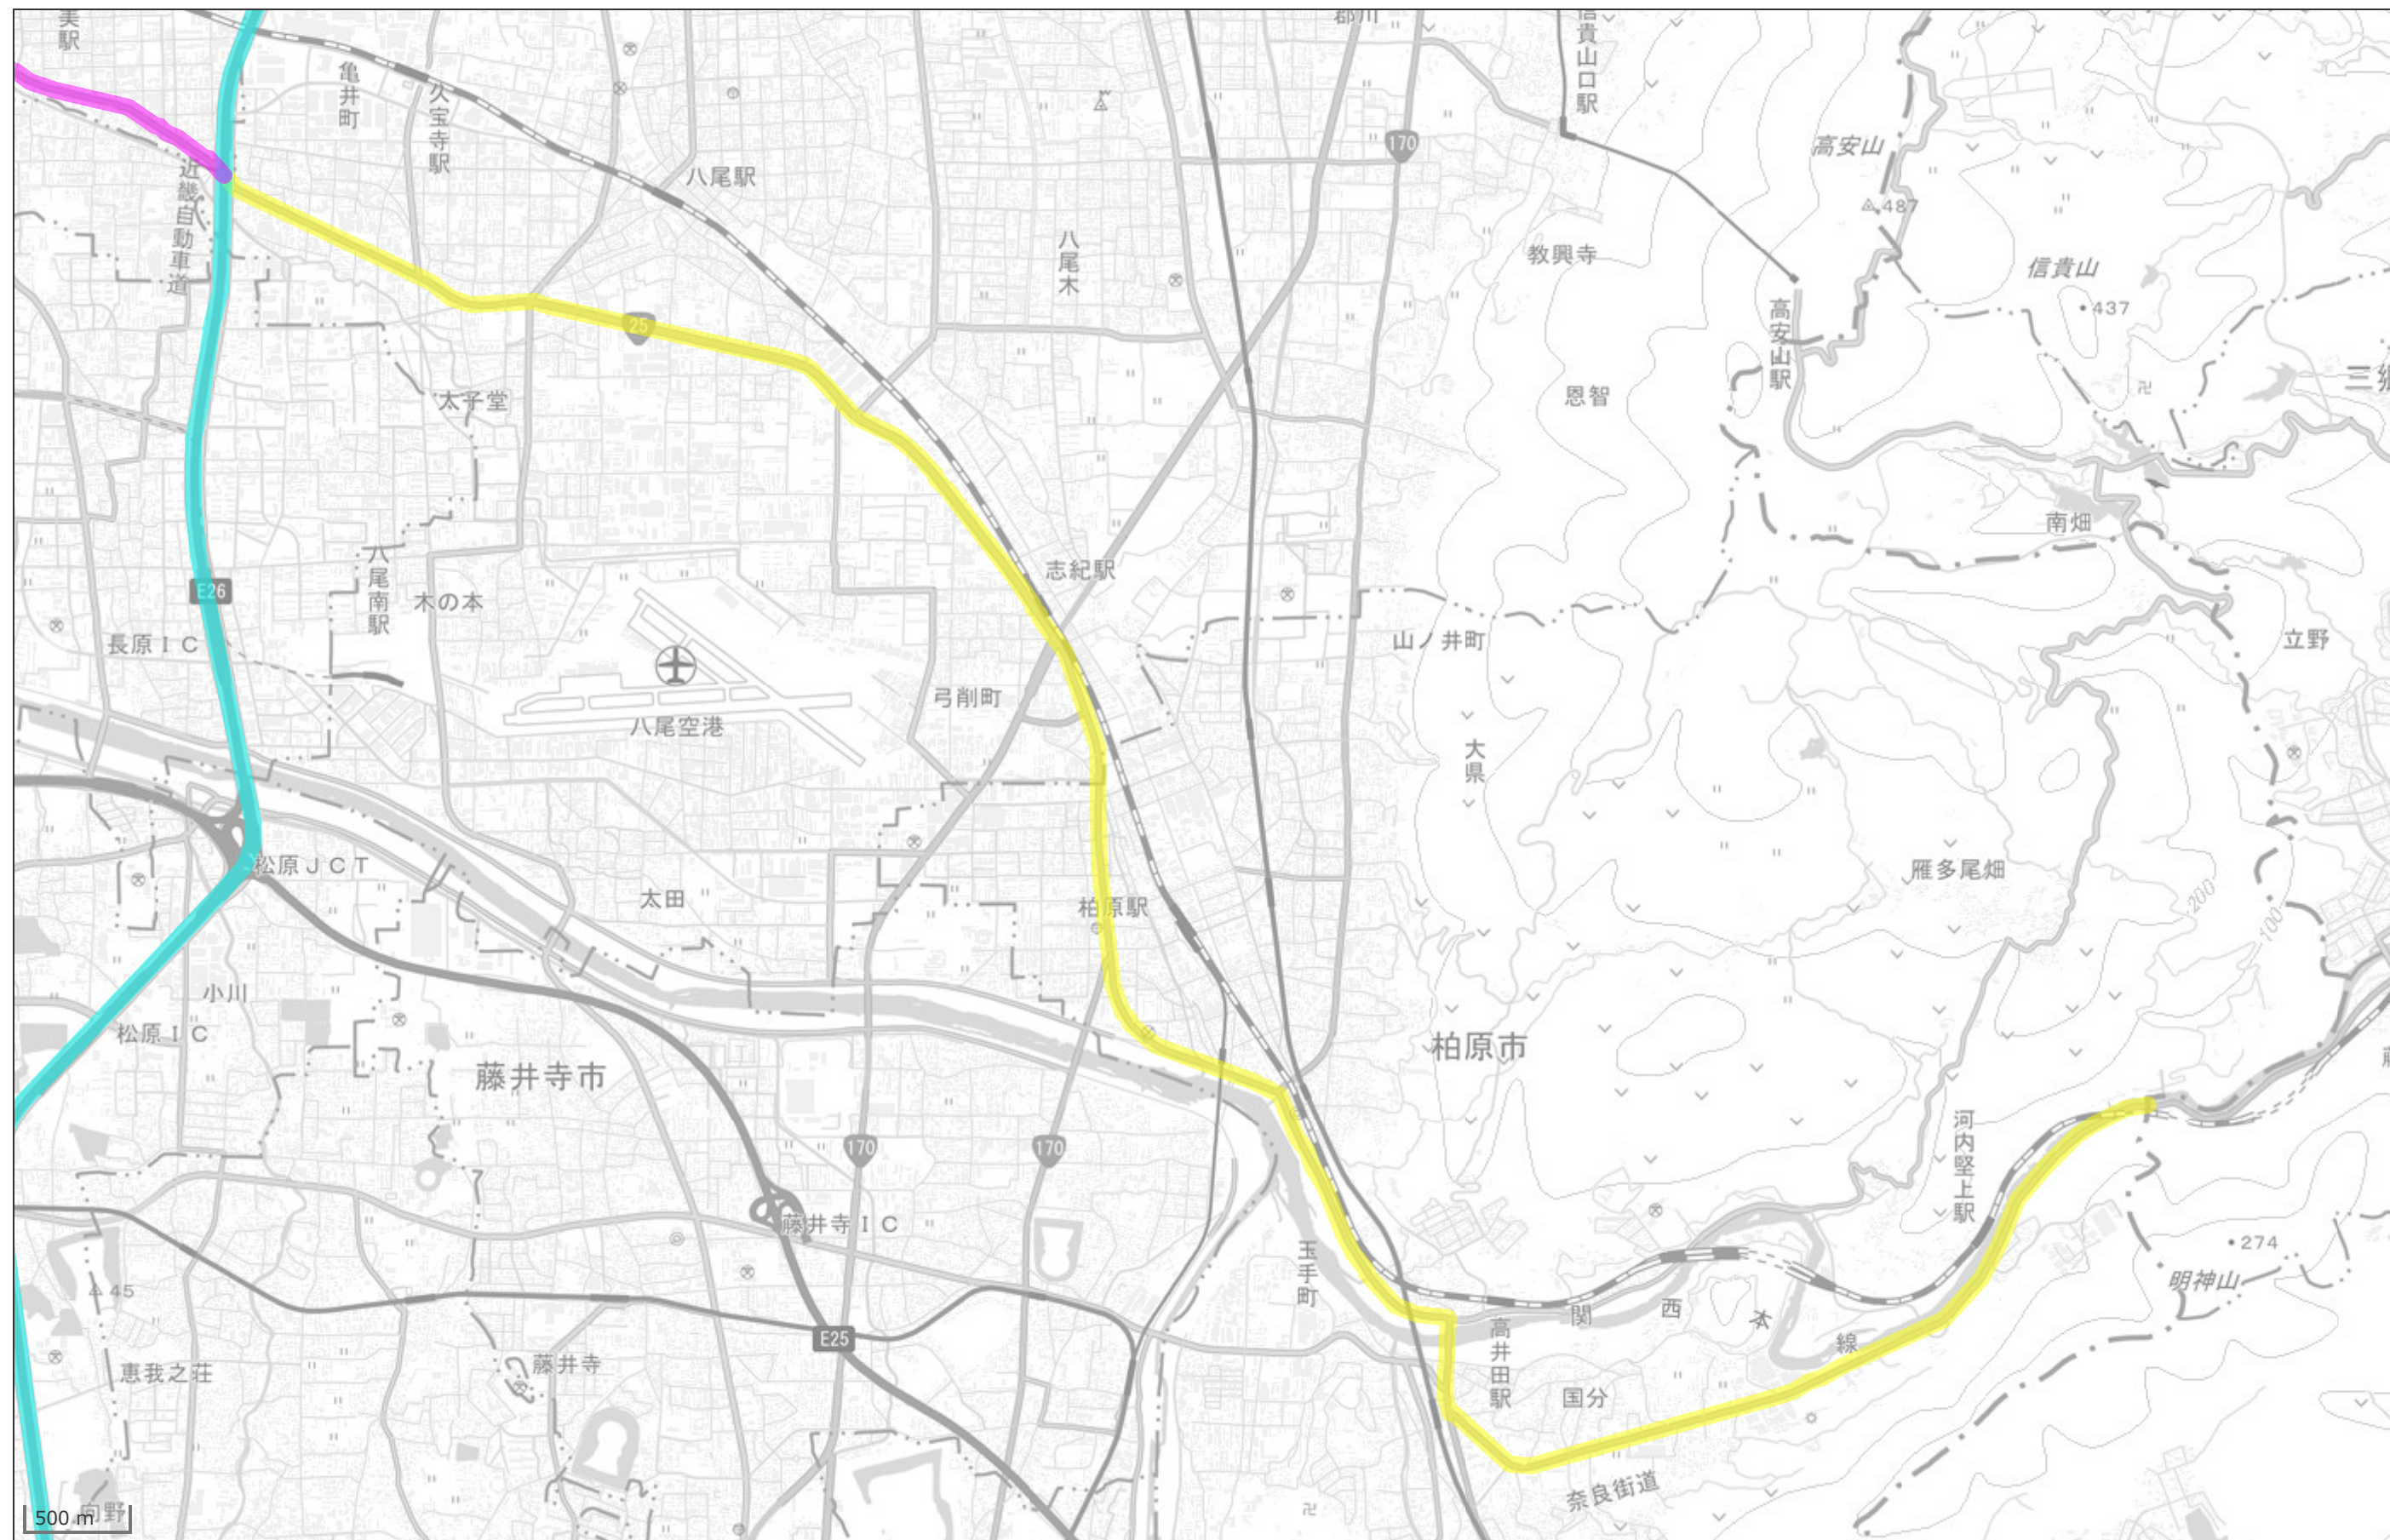 美駅
亀井町
久宝寺駅
八尾駅
郡川
信貴山口駅
170
高安山
487
近畿自動車道
八尾木
教興寺
信貴山
437
25
高安山駅
太子堂
恩智
三郷
南畑
八尾南駅
志紀駅
E26
木の本
長原IC
山ノ井町
立野
弓削町
八尾空港
大県
松原JCT
太田
柏原駅
雁多尾畑
200
100
小川
松原IC
藤井寺市
柏原市
170
170
河内堅上駅
藤井寺IC
玉手町
274
明神山
45
関西本線
E25
高井田駅
恵我之荘
藤井寺
国分
奈良街道
向野
500 m